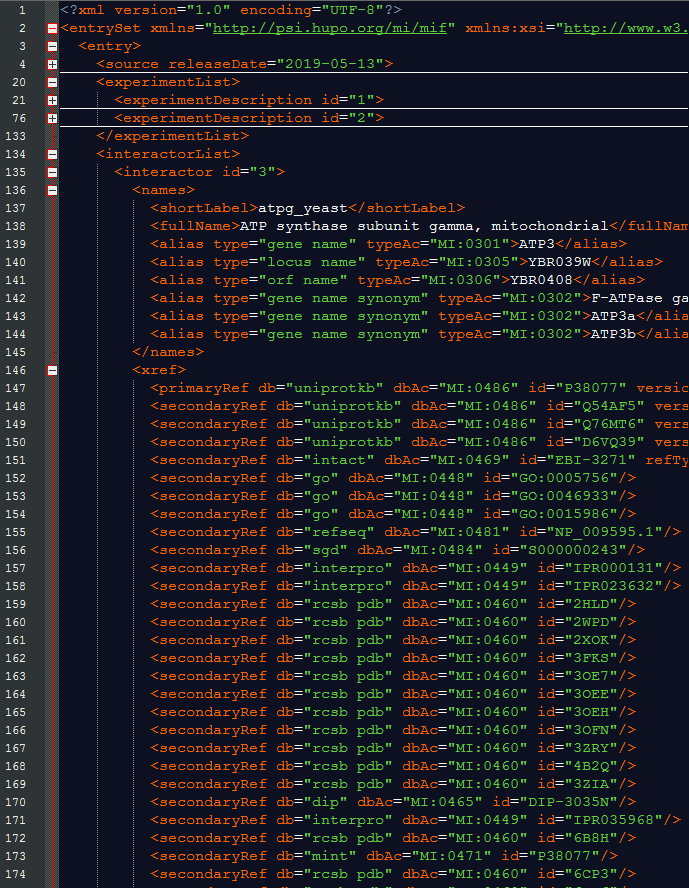 1 <?xml version="1.0" encoding="UTF-8"?>
2 <entrySet xmlns="http://psi.hupo.org/mi/mif" xmlns:xsi="http://www.w3.
3 <entry>
4 <source releaseDate="2019-05-13">
20 <experimentList>
21 <experimentDescription id="1">
76 <experimentDescription id="2">
133 </experimentList>
134 <interactorList>
135 <interactor id="3">
136 <names>
137 <shortLabel>atpg_yeast</shortLabel>
138 <fullName>ATP synthase subunit gamma, mitochondrial</fullNam
139 <alias type="gene name" typeAc="MI:0301">ATP3</alias>
140 <alias type="locus name" typeAc="MI:0305">YBR039W</alias>
141 <alias type="orf name" typeAc="MI:0306">YBR0408</alias>
142 <alias type="gene name synonym" typeAc="MI:0302">F-ATPase ga
143 <alias type="gene name synonym" typeAc="MI:0302">ATP3a</alia
144 <alias type="gene name synonym" typeAc="MI:0302">ATP3b</alia
145 </names>
146 <xref>
147 <primaryRef db="uniprotkb" dbAc="MI:0486" id="P38077" versic
148 <secondaryRef db="uniprotkb" dbAc="MI:0486" id="Q54AF5" vers
149 <secondaryRef db="uniprotkb" dbAc="MI:0486" id="Q76MT6" vers
150 <secondaryRef db="uniprotkb" dbAc="MI:0486" id="D6VQ39" vers
151 <secondaryRef db="intact" dbAc="MI:0469" id="EBI-3271" refTy
152 <secondaryRef db="go" dbAc="MI:0448" id="GO:0005756"/>
153 <secondaryRef db="go" dbAc="MI:0448" id="GO:0046933"/>
154 <secondaryRef db="go" dbAc="MI:0448" id="GO:0015986"/>
155 <secondaryRef db="refseq" dbAc="MI:0481" id="NP_009595.1"/>
156 <secondaryRef db="sgd" dbAc="MI:0484" id="S000000243"/>
157 <secondaryRef db="interpro" dbAc="MI:0449" id="IPR000131"/>
158 <secondaryRef db="interpro" dbAc="MI:0449" id="IPR023632"/>
159 <secondaryRef db="rcsb pdb" dbAc="MI:0460" id="2HLD"/>
160 <secondaryRef db="rcsb pdb" dbAc="MI:0460" id="2WPD"/>
161 <secondaryRef db="rcsb pdb" dbAc="MI:0460" id="2XOK"/>
162 <secondaryRef db="rcsb pdb" dbAc="MI:0460" id="3FKS"/>
163 <secondaryRef db="rcsb pdb" dbAc="MI:0460" id="3OE7"/>
164 <secondaryRef db="rcsb pdb" dbAc="MI:0460" id="3OEE"/>
165 <secondaryRef db="rcsb pdb" dbAc="MI:0460" id="3OEH"/>
166 <secondaryRef db="rcsb pdb" dbAc="MI:0460" id="3OFN"/>
167 <secondaryRef db="rcsb pdb" dbAc="MI:0460" id="3ZRY"/>
168 <secondaryRef db="rcsb pdb" dbAc="MI:0460" id="4B2Q"/>
169 <secondaryRef db="rcsb pdb" dbAc="MI:0460" id="3ZIA"/>
170 <secondaryRef db="dip" dbAc="MI:0465" id="DIP-3035N"/>
171 <secondaryRef db="interpro" dbAc="MI:0449" id="IPR035968"/>
172 <secondaryRef db="rcsb pdb" dbAc="MI:0460" id="6B8H"/>
173 <secondaryRef db="mint" dbAc="MI:0471" id="P38077"/>
174 <secondaryRef db="rcsb pdb" dbAc="MI:0460" id="6CP3"/>